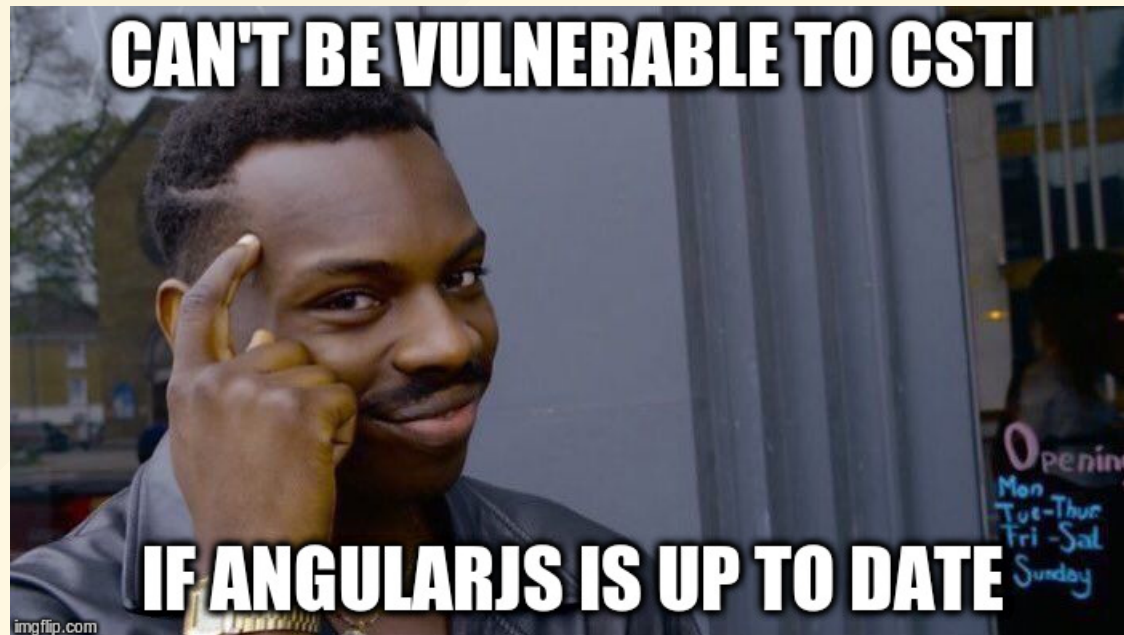 CAN'T BE VULNERABLE TO CSTI
Opening
Mon
Tue-Thur
Fri-Sat
Sunday
IF ANGULARJS IS UP TO DATE
imgflip.com